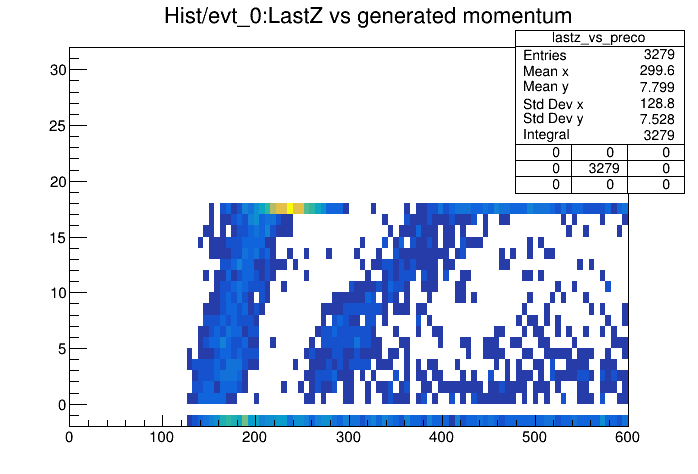 Hist/evt_0:LastZ vs generated momentum
lastz_vs_preco
Entries 3279
Mean x 299.6
Mean y 7.799
Std Dev x 128.8
Std Dev y 7.528
Integral 3279
0 0 0
0 3279 0
0 0 0
30
25
20
15
10
5
0
0 100 200 300 400 500 600